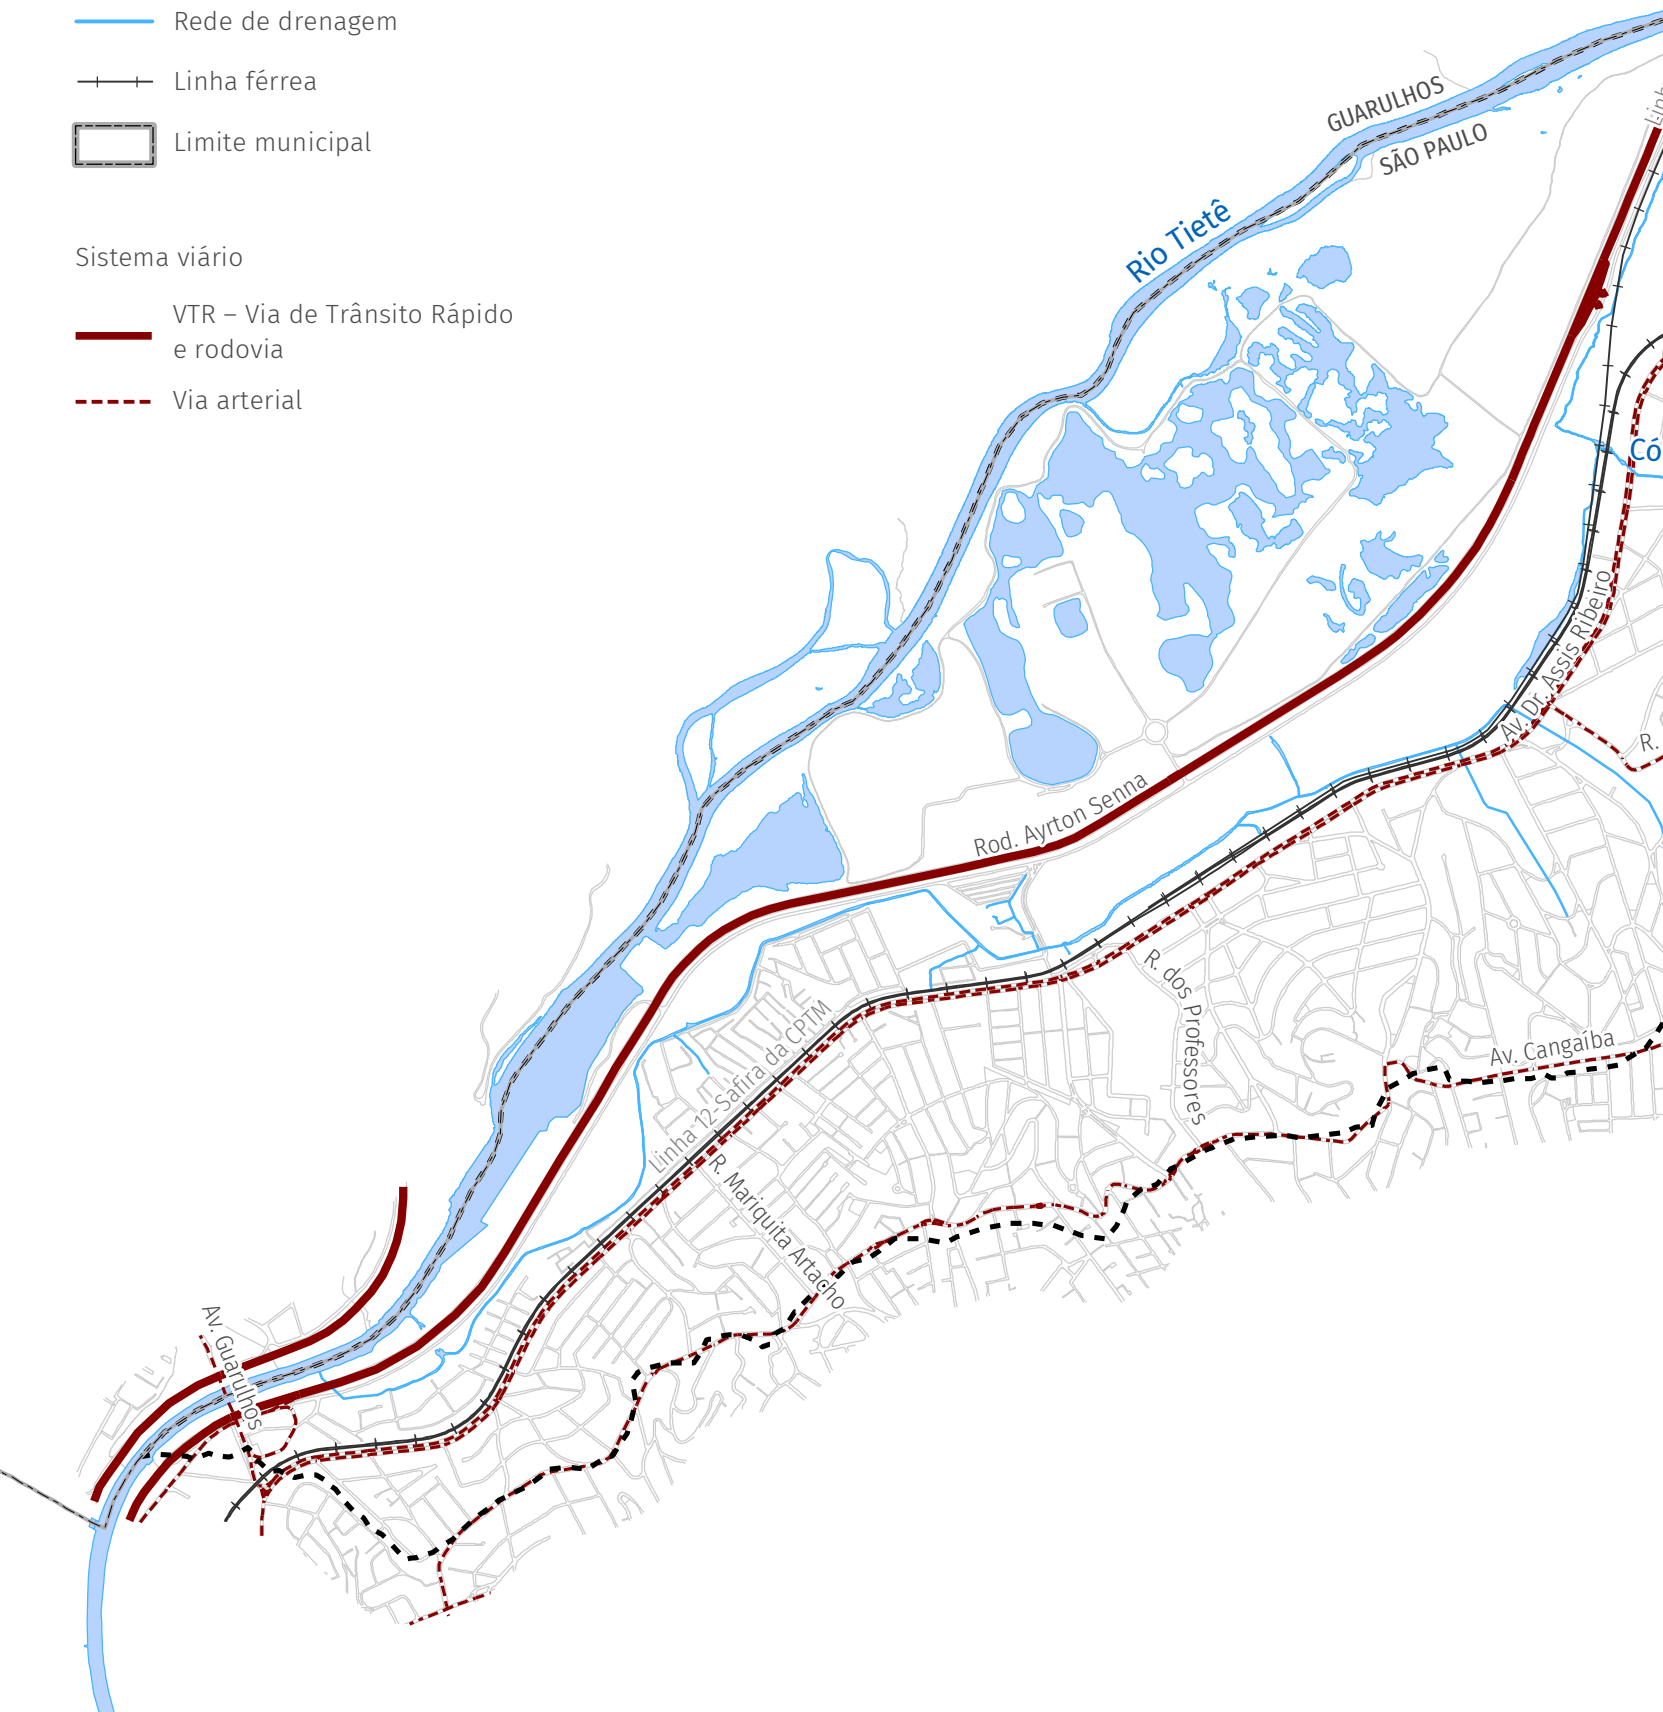 Rede de drenagem
Linha férrea
Limite municipal
Sistema viário
VTR – Via de Trânsito Rápido
e rodovia
Via arterial
GUARULHOS
SÃO PAULO
Rio Tietê
Linh
Có
Av. Dr. Assis Ribeiro
R.
Rod. Ayrton Senna
R. dos Professores
Av. Cangaíba
Linha 12-Safira da CPTM
R. Mariquita Artacho
Av. Guarulhos